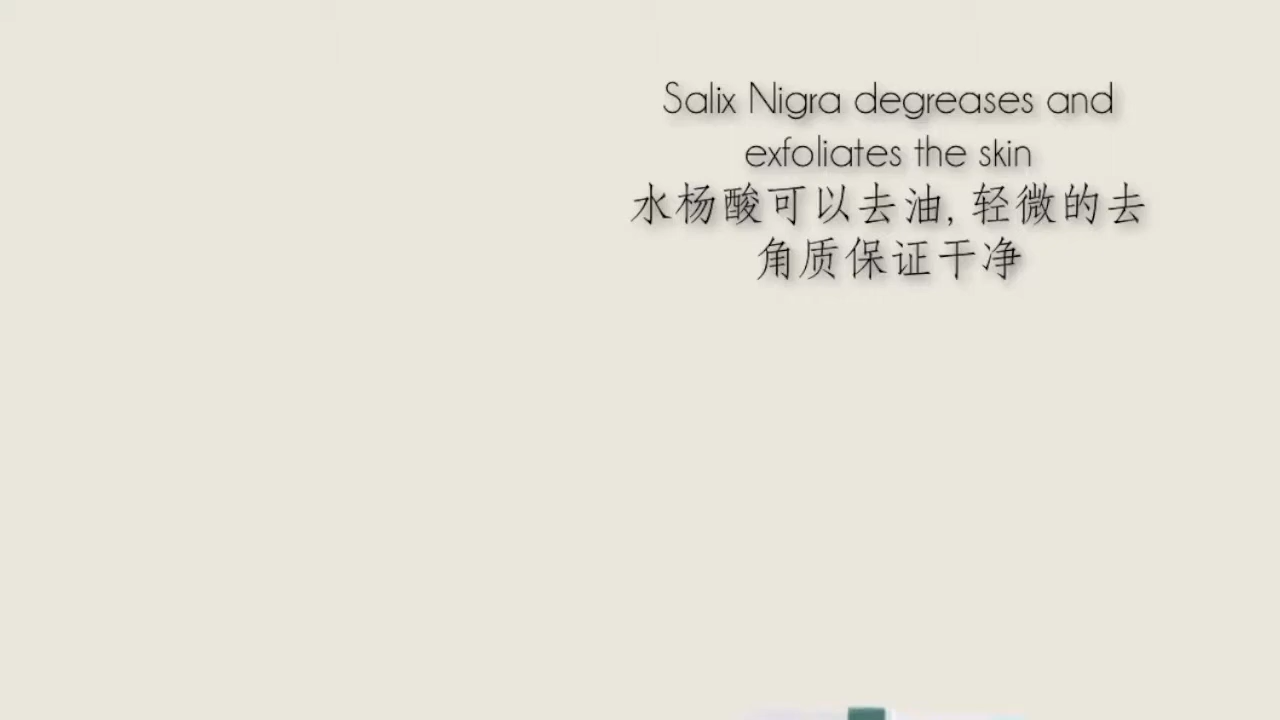 Salix Nigra degreases and
exfoliates the skin
水杨酸可以去油, 轻微的去
角质保证干净